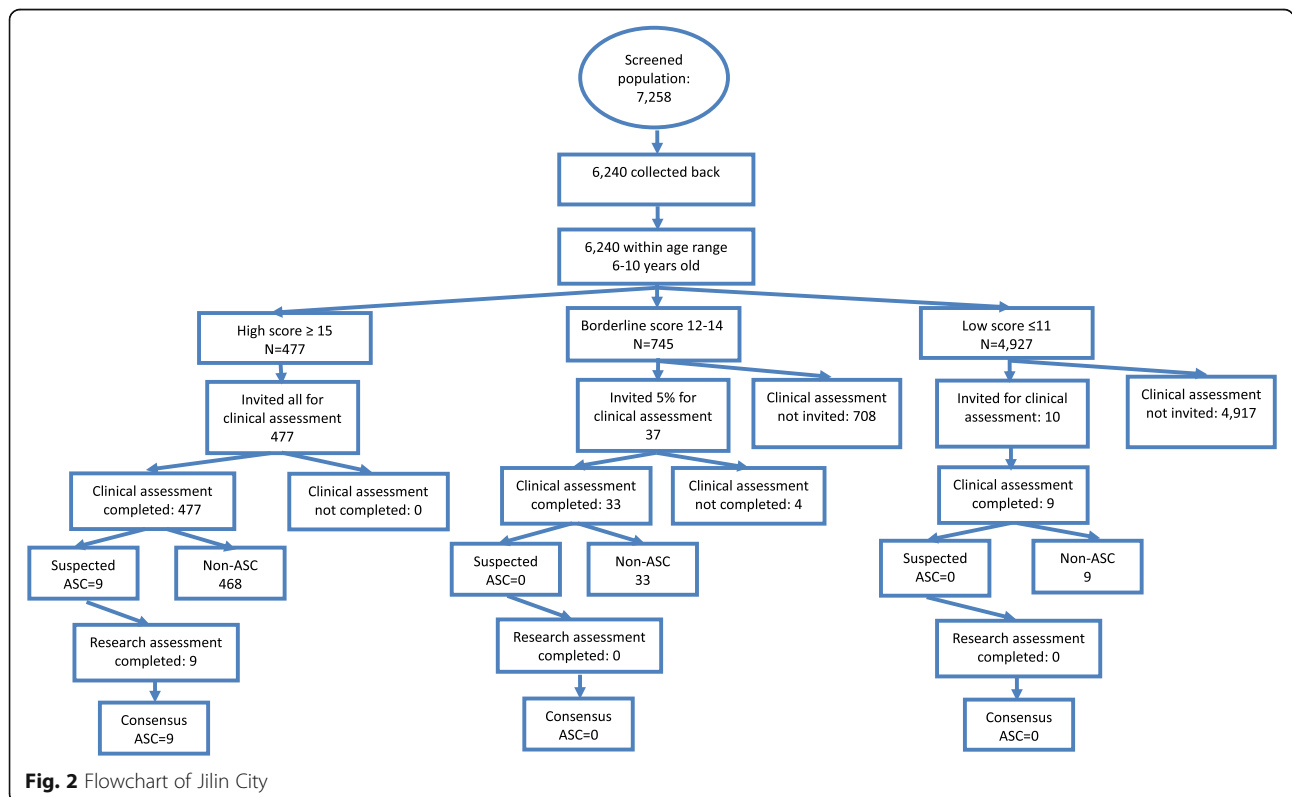 Screened
population:
7,258
6,240 collected back
6,240 within age range
6-10 years old
High score ≥ 15
N=477
Borderline score 12-14
N=745
Low score ≤11
N=4,927
Invited all for
clinical assessment
477
Invited 5% for
clinical assessment
37
Clinical assessment
not invited: 708
Invited for clinical
assessment: 10
Clinical assessment
not invited: 4,917
Clinical assessment
completed: 477
Clinical assessment
not completed: 0
Clinical assessment
completed: 33
Clinical assessment
not completed: 4
Clinical assessment
completed: 9
Suspected
ASC=9
Non-ASC
468
Suspected
ASC=0
Non-ASC
33
Suspected
ASC=0
Non-ASC
9
Research assessment
completed: 9
Research assessment
completed: 0
Research assessment
completed: 0
Consensus
ASC=9
Consensus
ASC=0
Consensus
ASC=0
Fig. 2 Flowchart of Jilin City